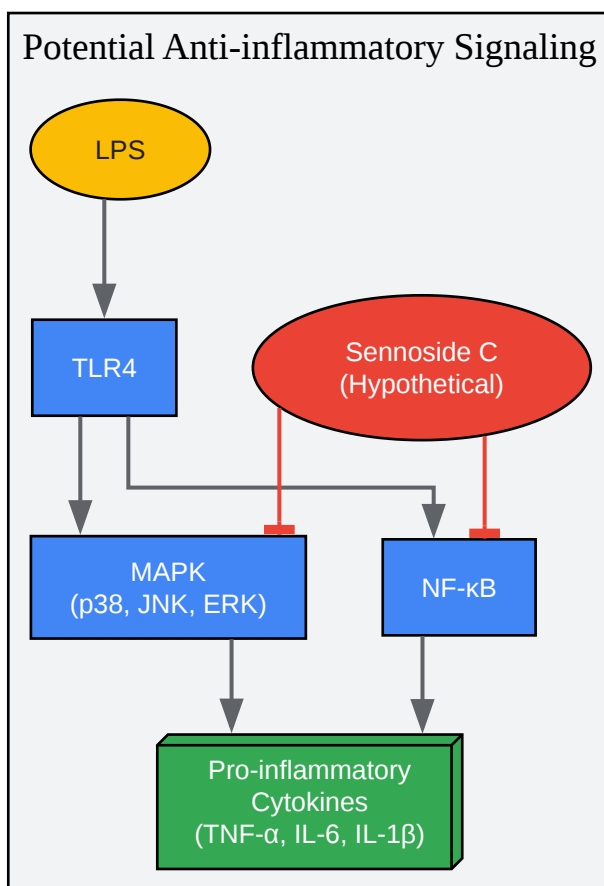 Potential Anti-inflammatory Signaling
LPS
TLR4
Sennoside C
(Hypothetical)
MAPK
(p38, JNK, ERK)
NF-κB
Pro-inflammatory
Cytokines
(TNF-α, IL-6, IL-1β)